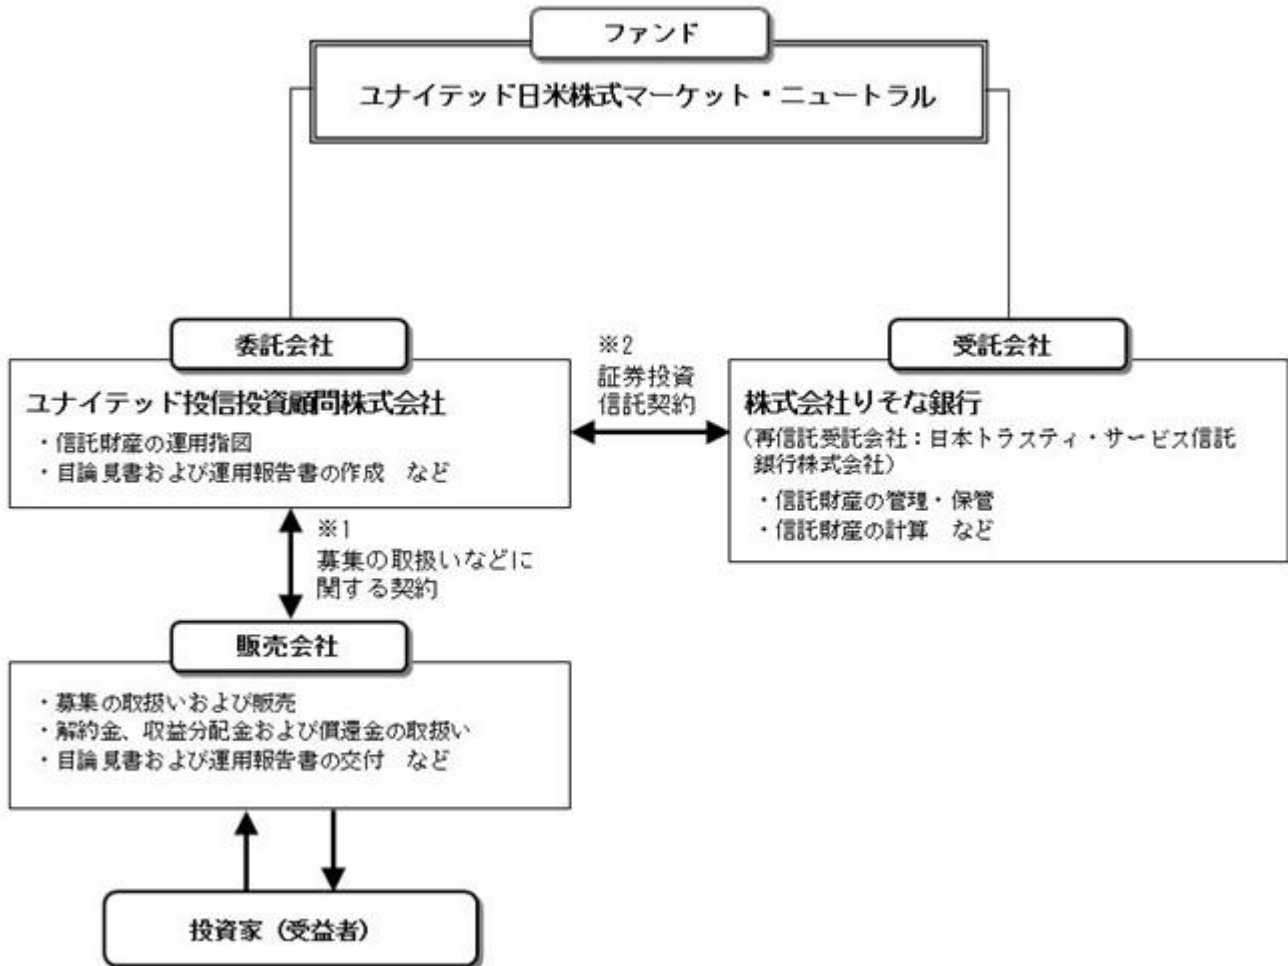 ファンド
ユナイテッド日米株式マーケット・ニュートラル
委託会社
ユナイテッド投信投資顧問株式会社
・信託財産の運用指図
・目論見書および運用報告書の作成　など
※2
証券投資
信託契約
受託会社
株式会社りそな銀行
（再信託受託会社：日本トラスティ・サービス信託
銀行株式会社）
・信託財産の管理・保管
・信託財産の計算　など
※1
募集の取扱いなどに
関する契約
販売会社
・募集の取扱いおよび販売
・解約金、収益分配金および償還金の取扱い
・目論見書および運用報告書の交付　など
投資家（受益者）